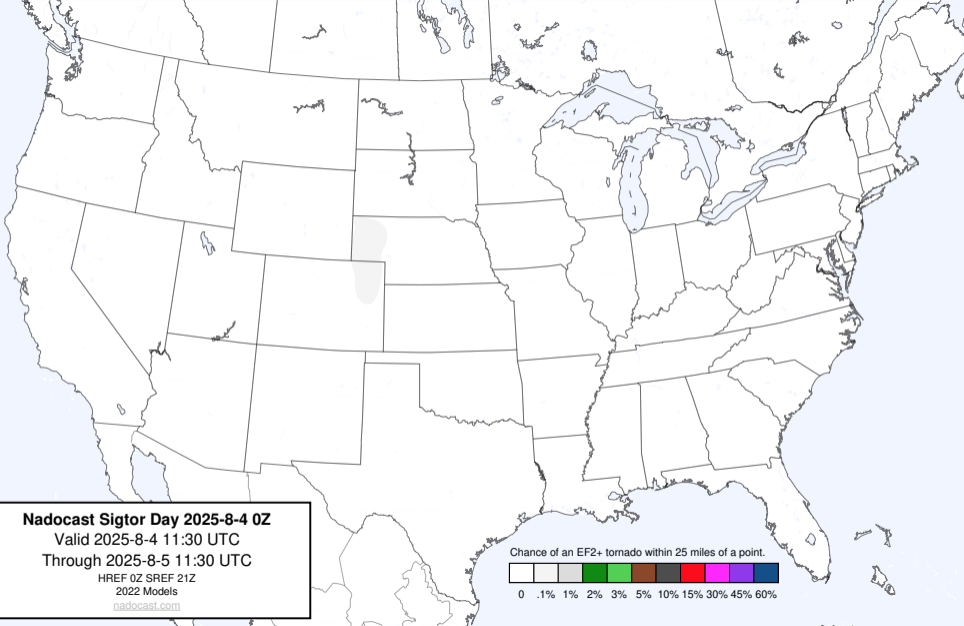 Nadocast Sigtor Day 2025-8-4 0Z
Valid 2025-8-4 11:30 UTC
Through 2025-8-5 11:30 UTC
HREF 0Z SREF 21Z
2022 Models
nadocast.com
Chance of an EF2+ tornado within 25 miles of a point.
0 .1% 1% 2% 3% 5% 10% 15% 30% 45% 60%